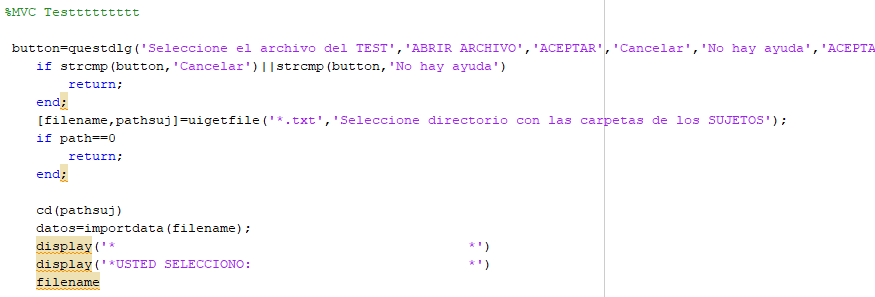 %MVC Testtttttttt
button=questdlg('Seleccione el archivo del TEST','ABRIR ARCHIVO','ACEPTAR','Cancelar','No hay ayuda','ACEPTA
if strcmp(button,'Cancelar')||strcmp(button,'No hay ayuda')
return;
end;
[filename,pathsuj]=uigetfile('*.txt','Seleccione directorio con las carpetas de los SUJETOS');
if path==0
return;
end;
cd(pathsuj)
datos=importdata(filename);
display('*                                            *')
display('*USTED SELECCIONO:                           *')
filename